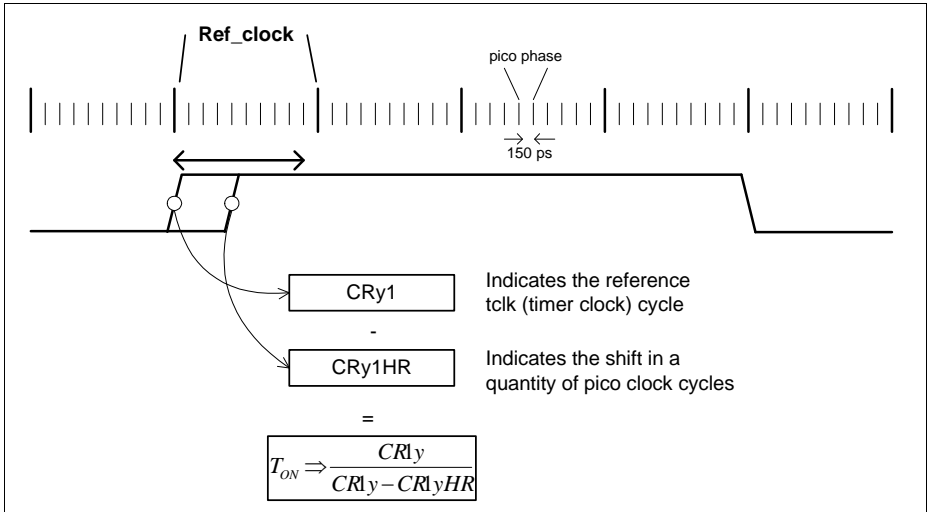 Ref_clock
pico phase
150 ps
CRy1
Indicates the reference
tclk (timer clock) cycle
-
CRy1HR
Indicates the shift in a
quantity of pico clock cycles
=
T_ON ⇒ CR1y / CR1y − CR1yHR